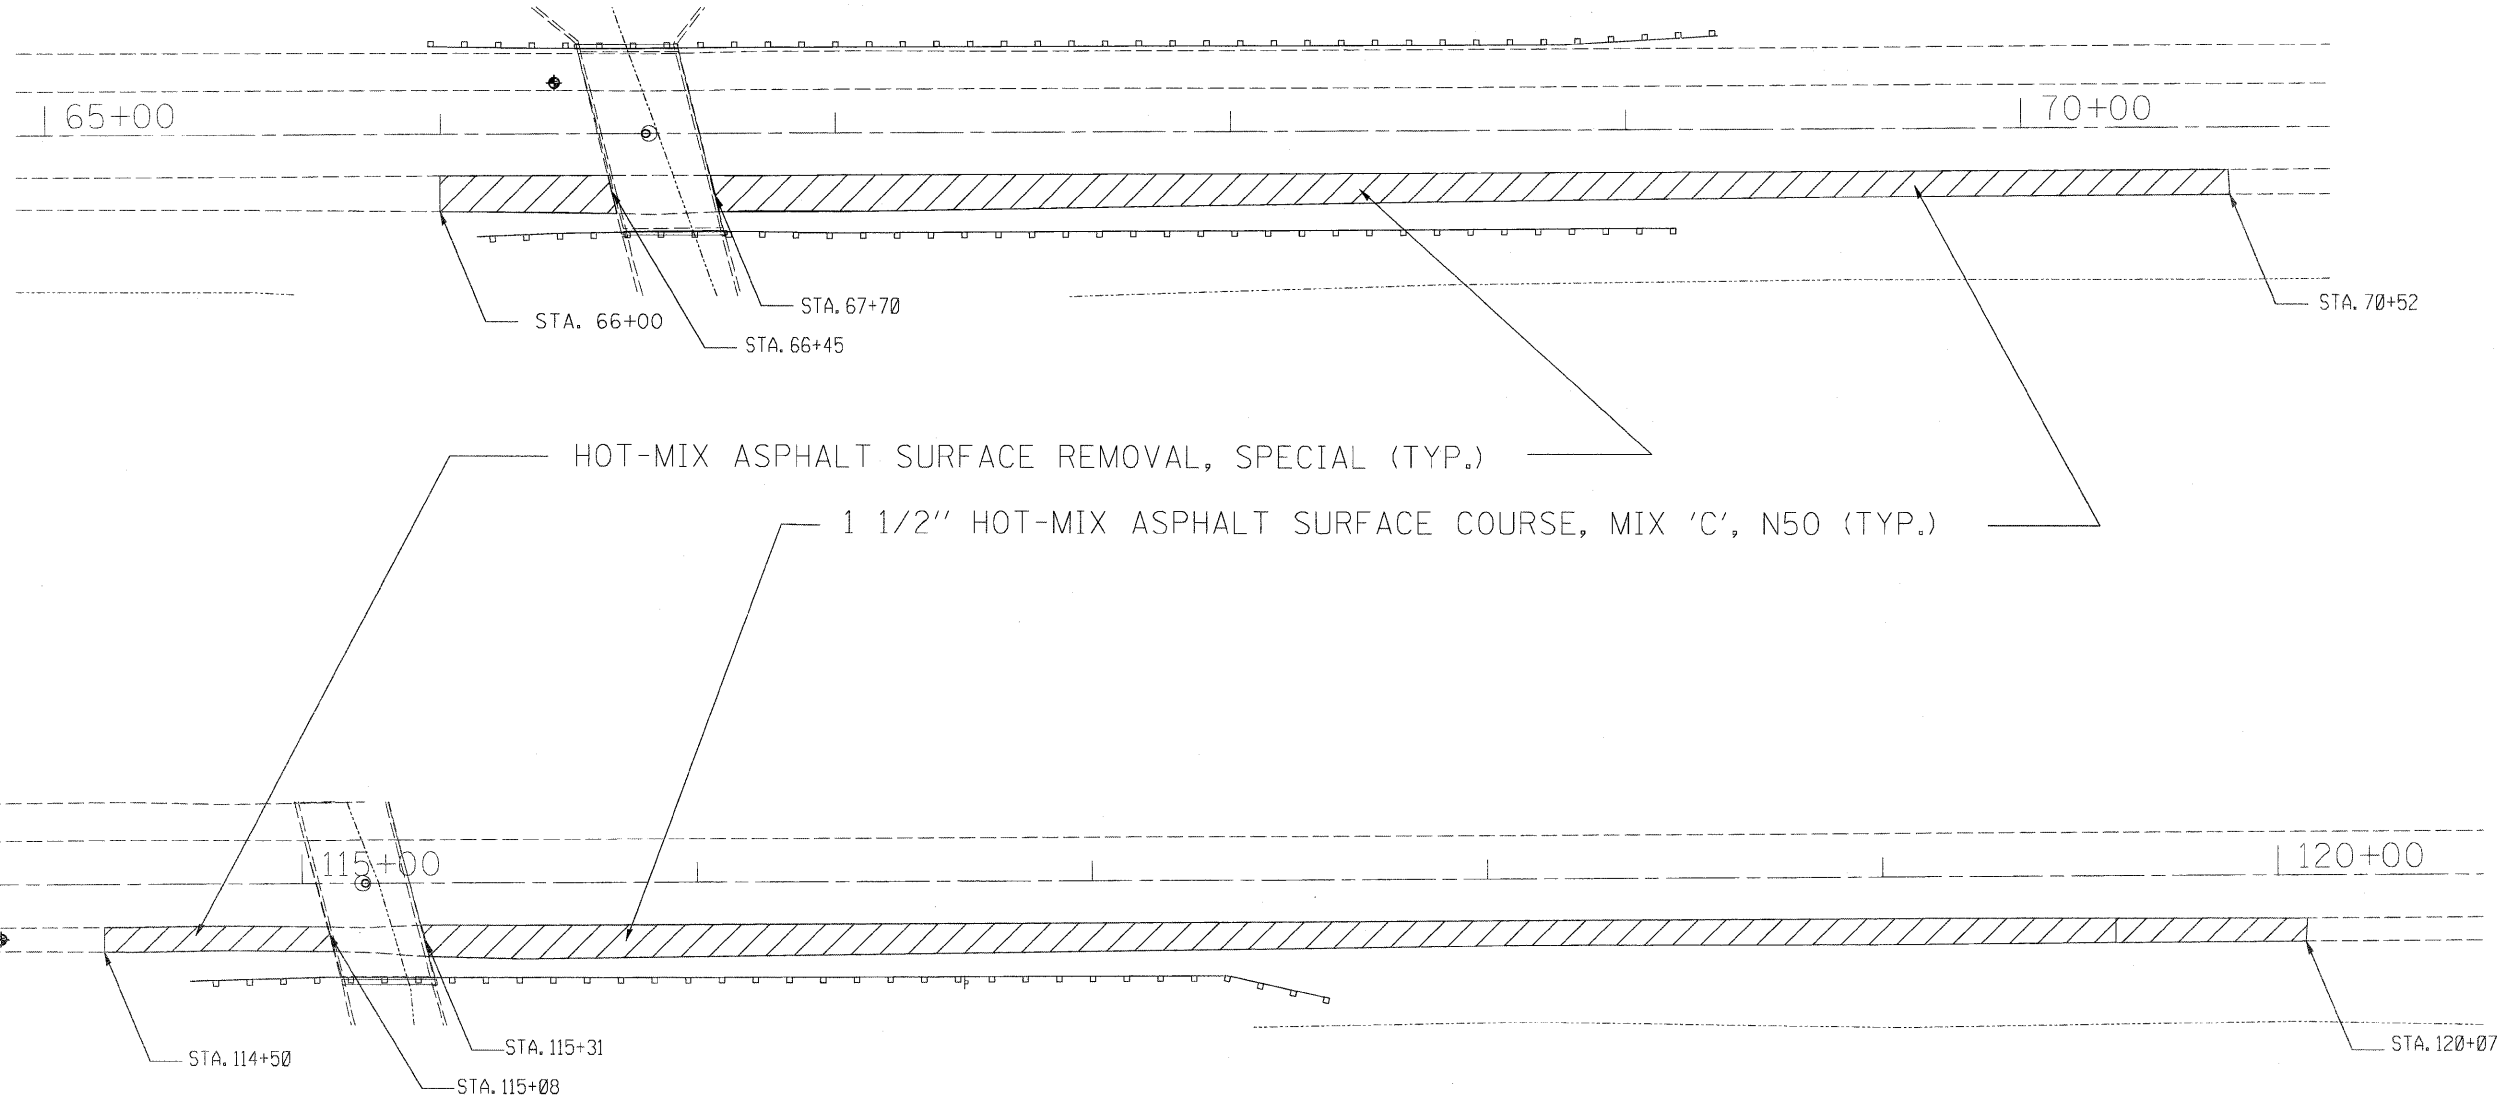 65+00
70+00
STA. 67+70
STA. 66+00
STA. 66+45
STA. 70+52
HOT-MIX ASPHALT SURFACE REMOVAL, SPECIAL (TYP.)
1 1/2" HOT-MIX ASPHALT SURFACE COURSE, MIX 'C', N50 (TYP.)
115+00
120+00
STA. 114+50
STA. 115+31
STA. 115+08
STA. 120+07